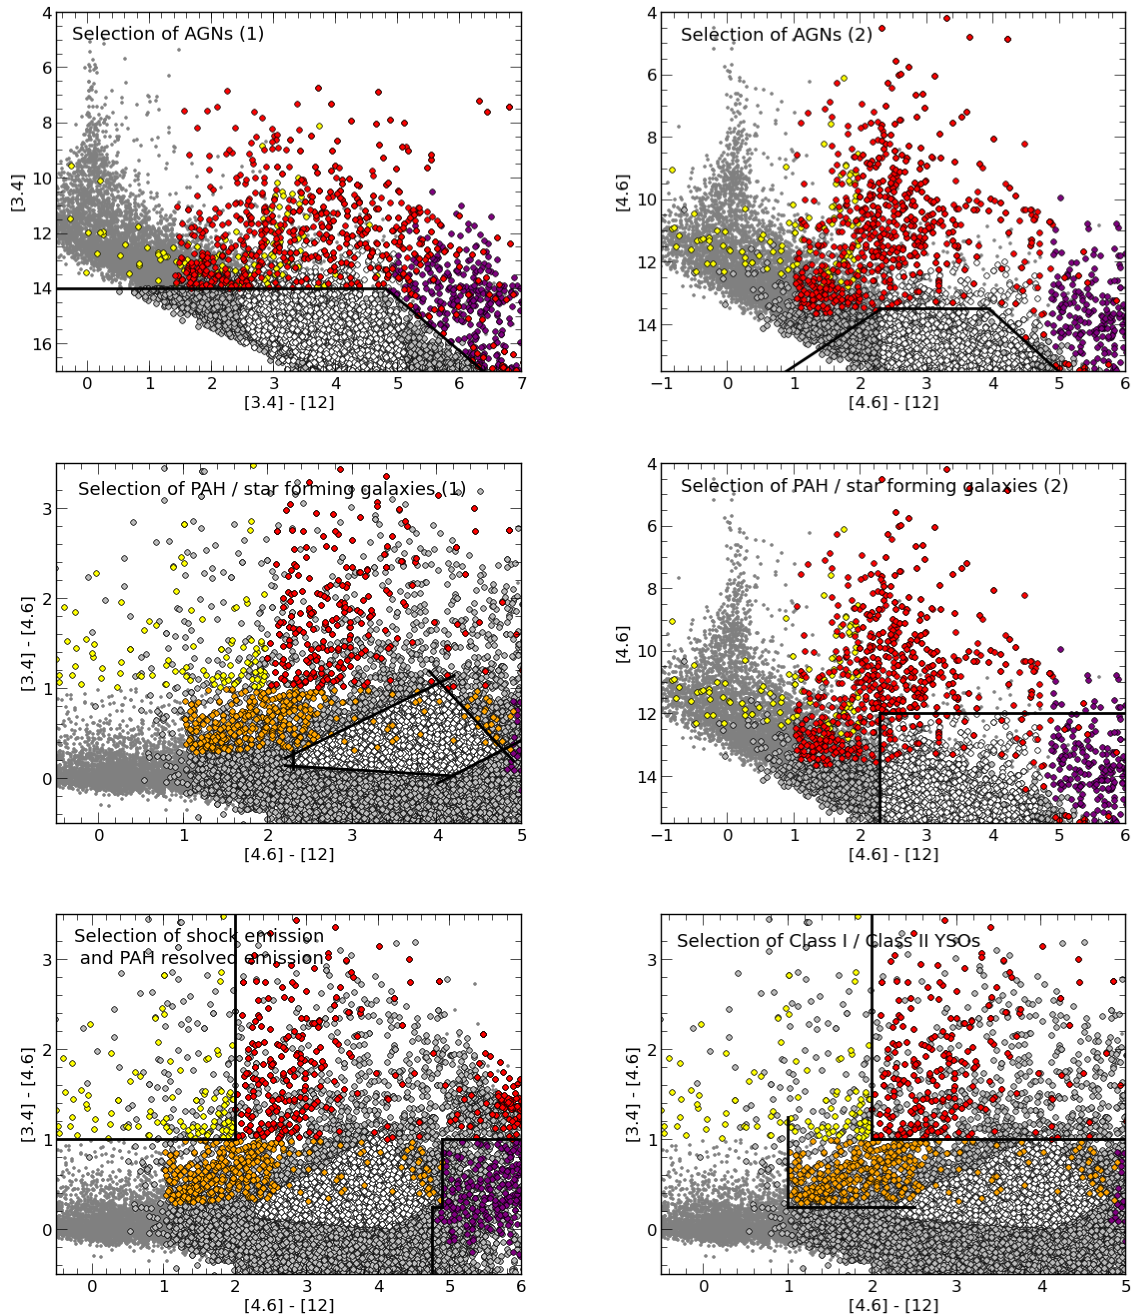 Selection of AGNs (1)
4
6
8
10
12
14
16
[3.4]
0 1 2 3 4 5 6 7
[3.4] - [12]
Selection of AGNs (2)
4
6
8
10
12
14
[4.6]
−1 0 1 2 3 4 5 6
[4.6] - [12]
Selection of PAH / star forming galaxies (1)
3
2
1
0
[3.4] - [4.6]
0 1 2 3 4 5
[4.6] - [12]
Selection of PAH / star forming galaxies (2)
4
6
8
10
12
14
[4.6]
−1 0 1 2 3 4 5 6
[4.6] - [12]
Selection of shock emission
and PAH resolved emission
3
2
1
0
[3.4] - [4.6]
0 1 2 3 4 5 6
[4.6] - [12]
Selection of Class I / Class II YSOs
3
2
1
0
[3.4] - [4.6]
0 1 2 3 4 5
[4.6] - [12]